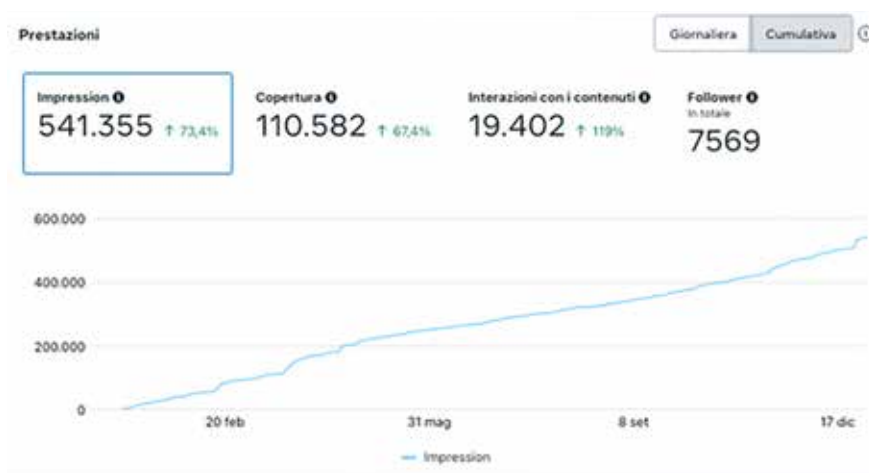 Prestazioni
Giornaliera Cumulativa
Impression
541.355 ↑ 73,4%
Copertura
110.582 ↑ 67,4%
Interazioni con i contenuti
19.402 ↑ 119%
Follower
In totale
7569
600.000
400.000
200.000
0
20 feb 31 mag 8 set 17 dic
Impression